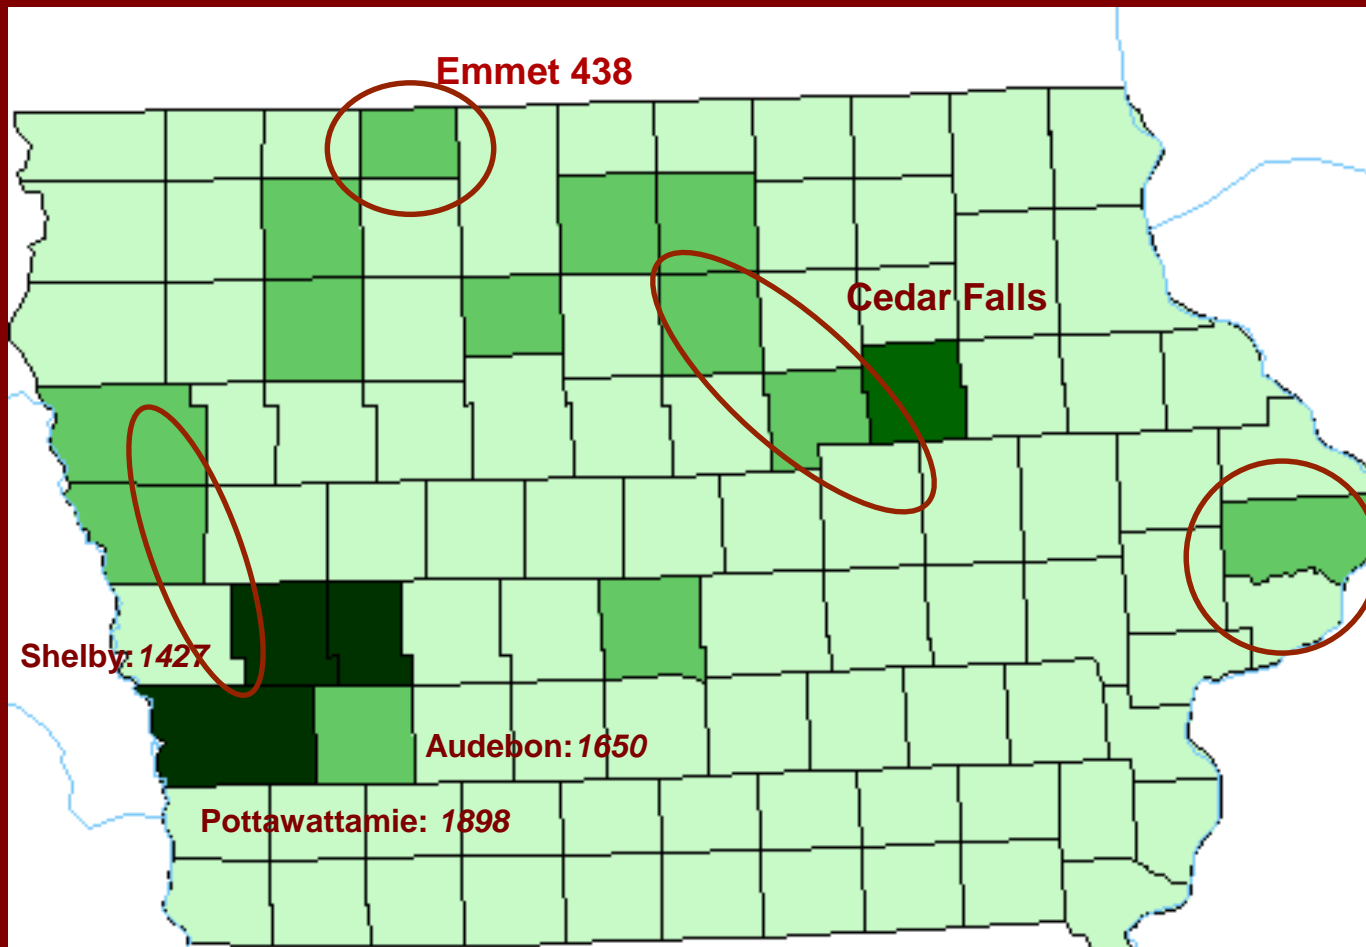 Emmet 438
Cedar Falls
Shelby: 1427
Audebon: 1650
Pottawattamie: 1898